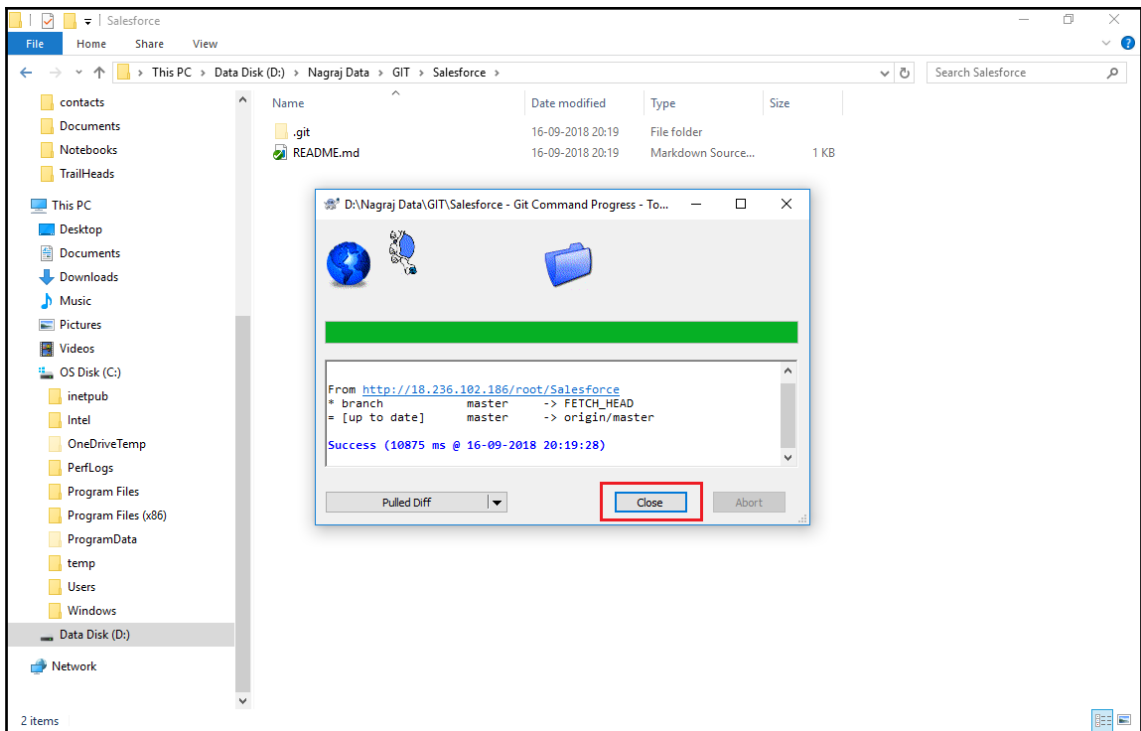 Salesforce
File Home Share View
This PC > Data Disk (D:) > Nagraj Data > GIT > Salesforce >
Search Salesforce
contacts
Documents
Notebooks
TrailHeads
This PC
Desktop
Documents
Downloads
Music
Pictures
Videos
OS Disk (C:)
inetpub
Intel
OneDriveTemp
PerfLogs
Program Files
Program Files (x86)
ProgramData
temp
Users
Windows
Data Disk (D:)
Network
Name Date modified Type Size
.git 16-09-2018 20:19 File folder
README.md 16-09-2018 20:19 Markdown Source... 1 KB
D:\Nagraj Data\GIT\Salesforce - Git Command Progress - To...
From http://18.236.102.186/root/Salesforce
* branch master -> FETCH_HEAD
= [up to date] master -> origin/master
Success (10875 ms @ 16-09-2018 20:19:28)
Pulled Diff Close Abort
2 items